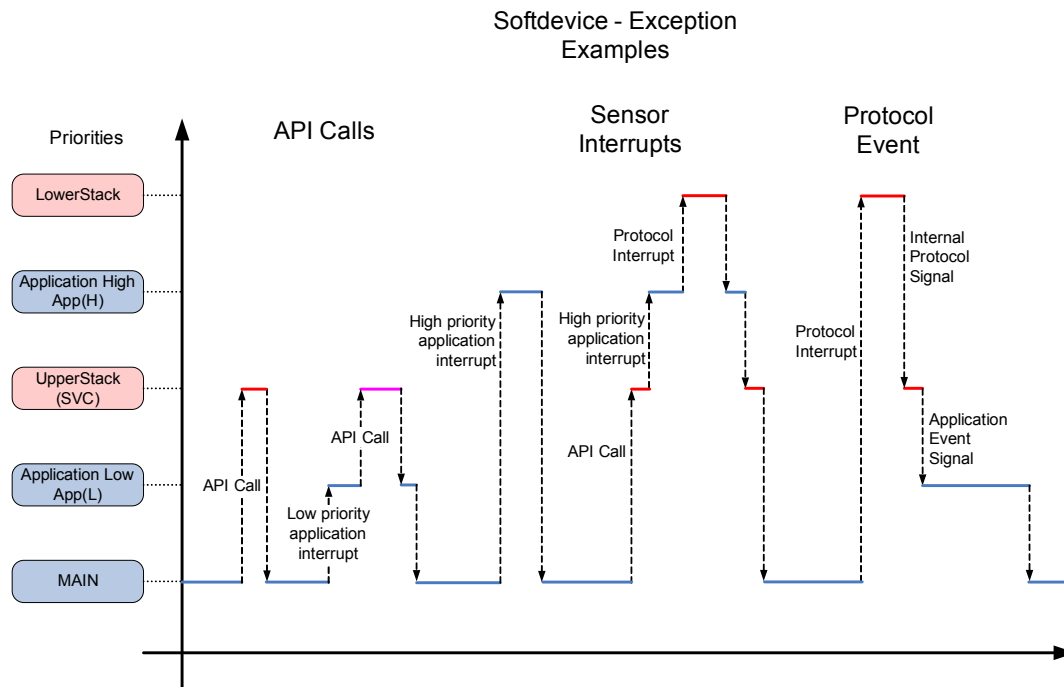 Softdevice - Exception
Examples
API Calls
Sensor
Interrupts
Protocol
Event
Priorities
LowerStack
Application High
App(H)
UpperStack
(SVC)
Application Low
App(L)
MAIN
API Call
Low priority
application
interrupt
API Call
High priority
application
interrupt
API Call
High priority
application
interrupt
Protocol
Interrupt
Protocol
Interrupt
Internal
Protocol
Signal
Application
Event
Signal